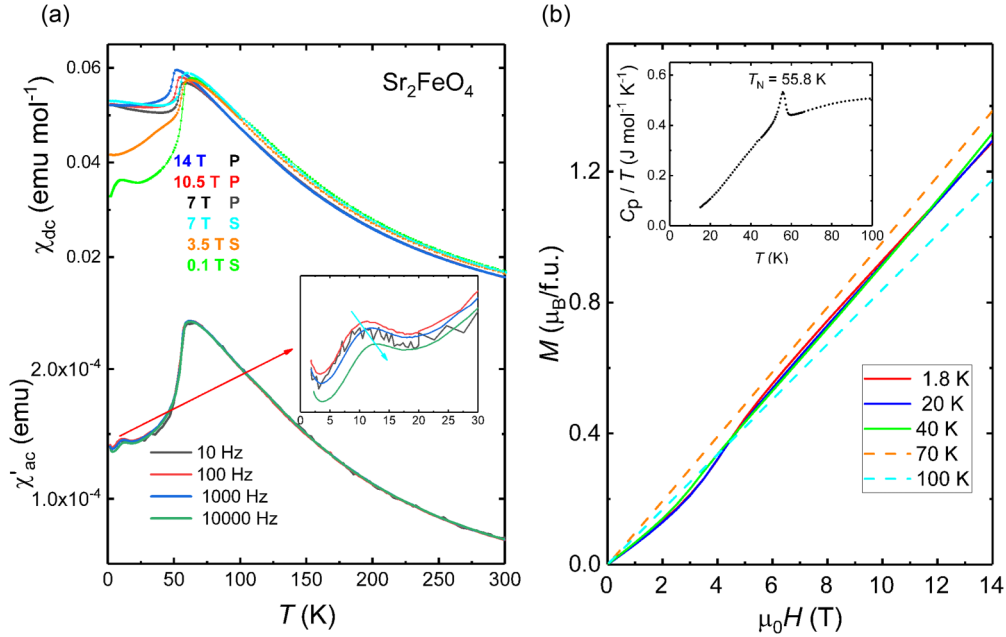 (a)
Sr₂FeO₄
χdc (emu mol⁻¹)
0.06
0.04
0.02
14 T P
10.5 T P
7 T P
7 T S
3.5 T S
0.1 T S
χ'ac (emu)
2.0x10⁻⁴
1.0x10⁻⁴
10 Hz
100 Hz
1000 Hz
10000 Hz
0 5 10 15 20 25 30
0 50 100 150 200 250 300
T (K)
(b)
M (μB/f.u.)
1.2
0.8
0.4
0.0
Cp / T (J mol⁻¹ K⁻¹)
0.6
0.4
0.2
0.0
TN = 55.8 K
20 40 60 80 100
T (K)
1.8 K
20 K
40 K
70 K
100 K
0 2 4 6 8 10 12 14
μ₀H (T)